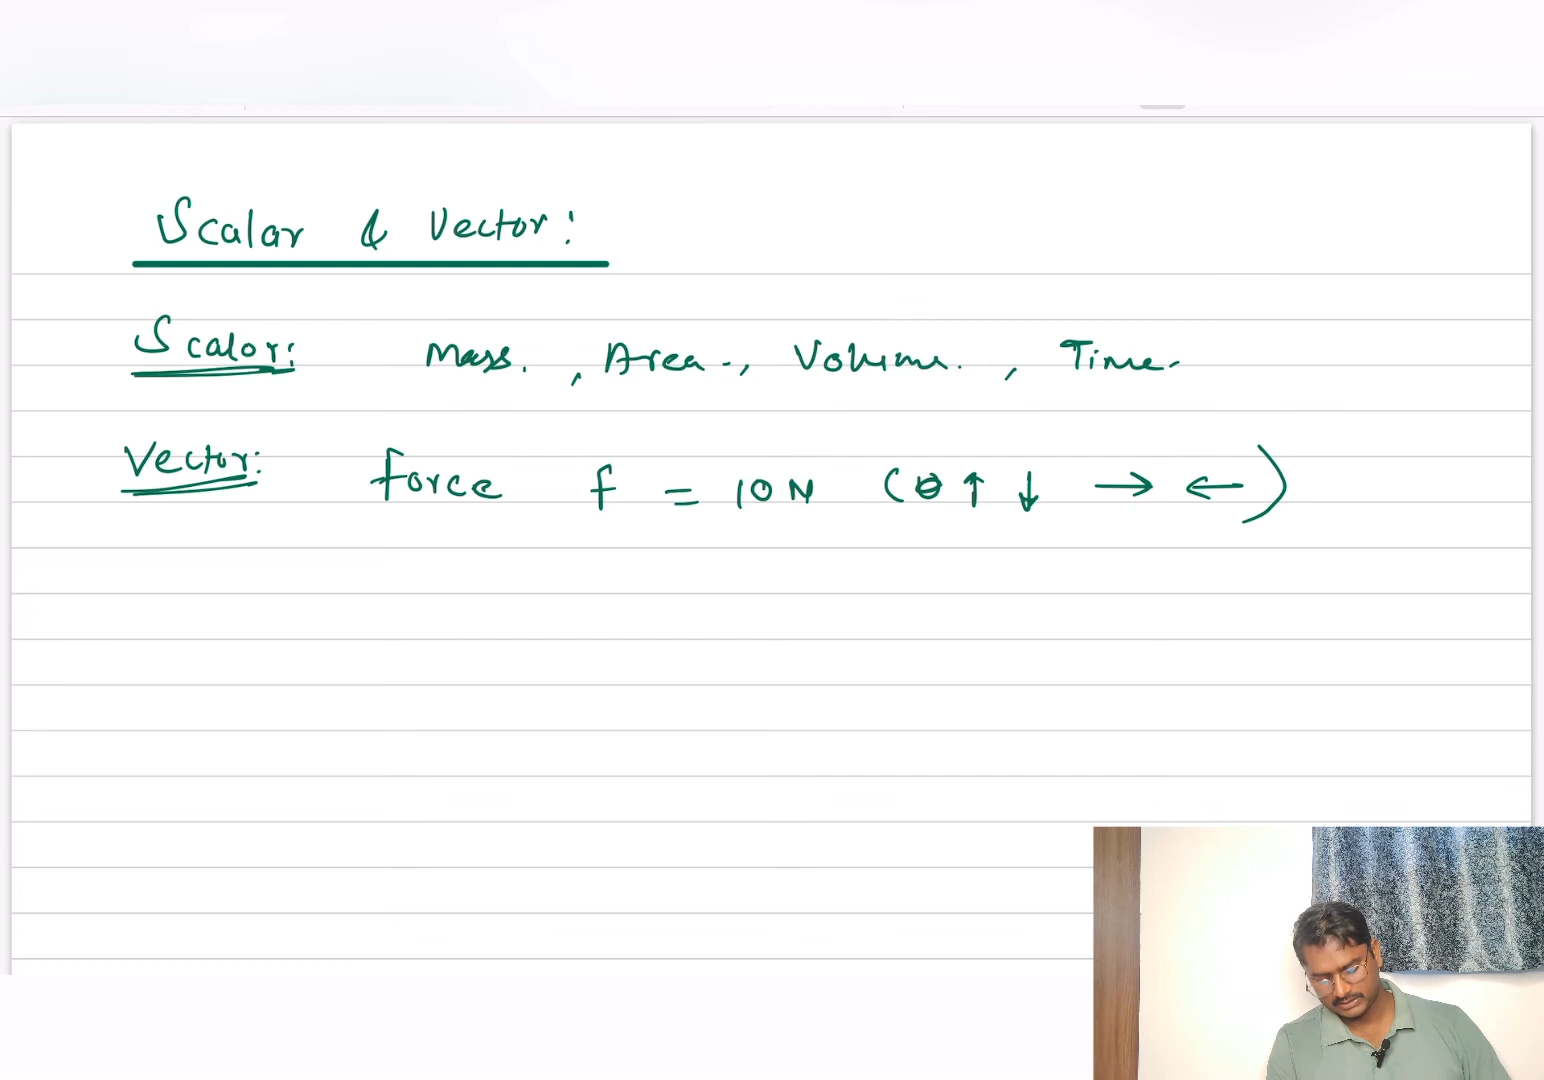 Scalar & Vector:
Scalar: Mass. , Area., Volume. , Time.
Vector: Force f = 10 N (θ ↑ ↓ → ←)